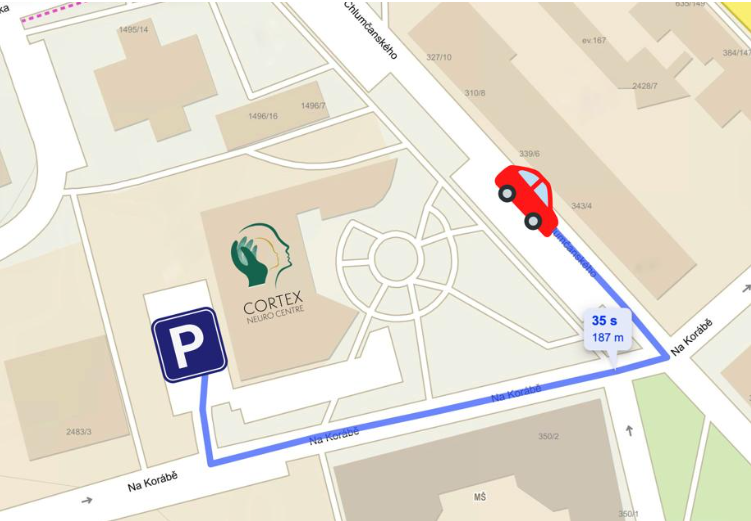 ka
1495/14
Chlumčanského
635/149
ev.167
327/10
384/14
2428/7
310/8
1496/7
1496/16
339/6
343/4
umčanského
CORTEX
NEURO CENTRE
35 s
187 m
P
Na Korábě
Na Korábě
Na Korábě
2483/3
350/2
Na Korábě
MŠ
350/1